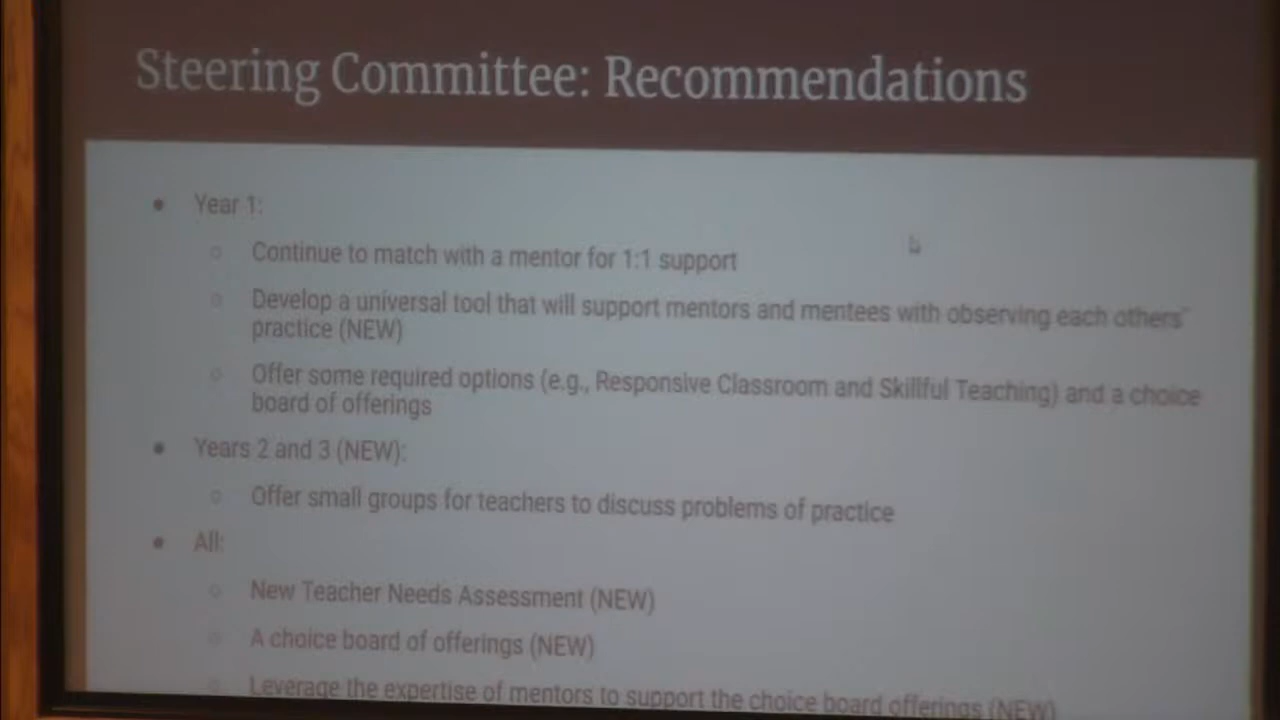 Steering Committee: Recommendations
Year 1:
Continue to match with a mentor for 1:1 support
Develop a universal tool that will support mentors and mentees with observing each others'
practice (NEW)
Offer some required options (e.g., Responsive Classroom and Skillful Teaching) and a choice
board of offerings
Years 2 and 3 (NEW):
Offer small groups for teachers to discuss problems of practice
All:
New Teacher Needs Assessment (NEW)
A choice board of offerings (NEW)
Leverage the expertise of mentors to support the choice board offerings (NEW)